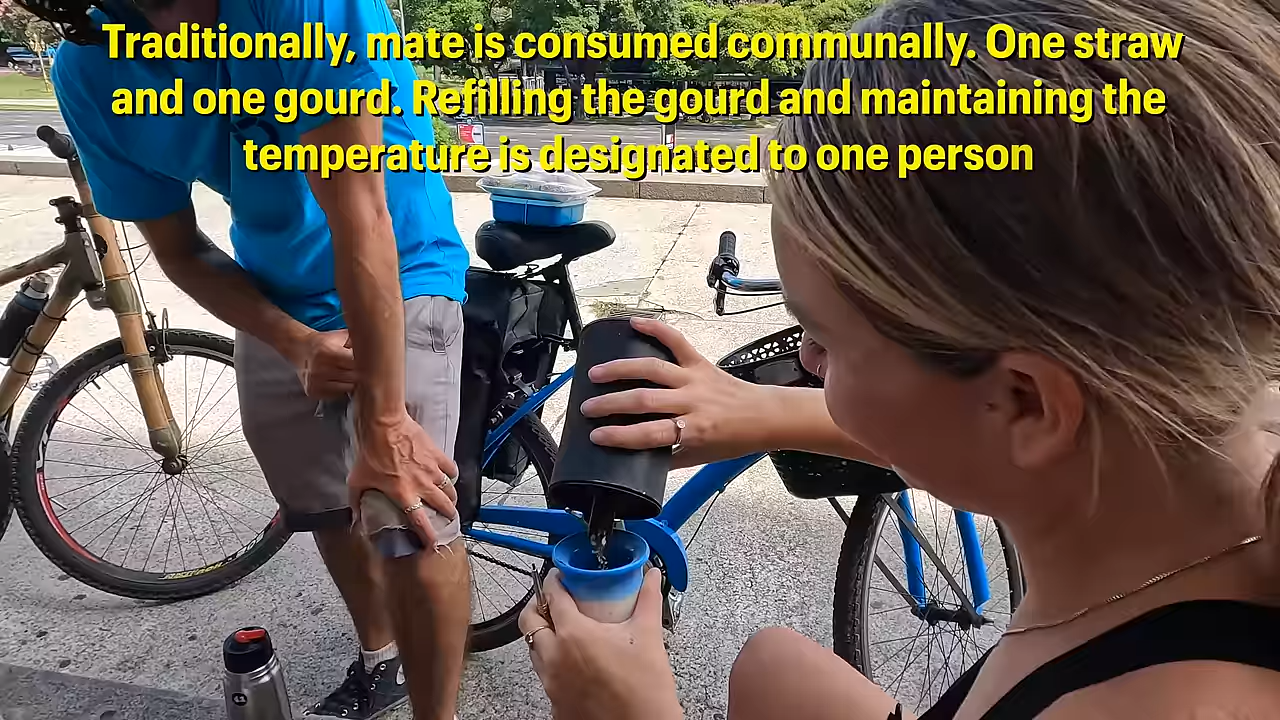 Traditionally, mate is consumed communally. One straw
and one gourd. Refilling the gourd and maintaining the
temperature is designated to one person